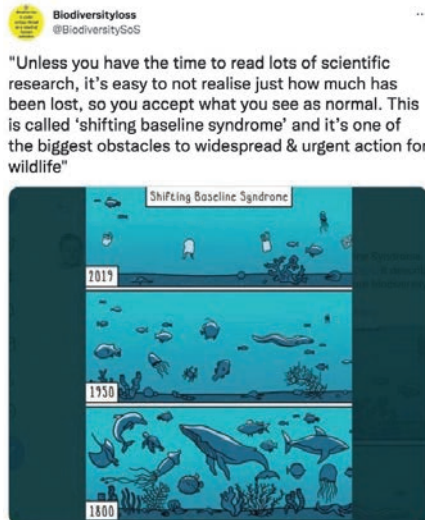 Biodiversityloss
@BiodiversitySoS
"Unless you have the time to read lots of scientific
research, it's easy to not realise just how much has
been lost, so you accept what you see as normal. This
is called 'shifting baseline syndrome' and it's one of
the biggest obstacles to widespread & urgent action for
wildlife"
Shifting Baseline Syndrome
2019
1950
1800